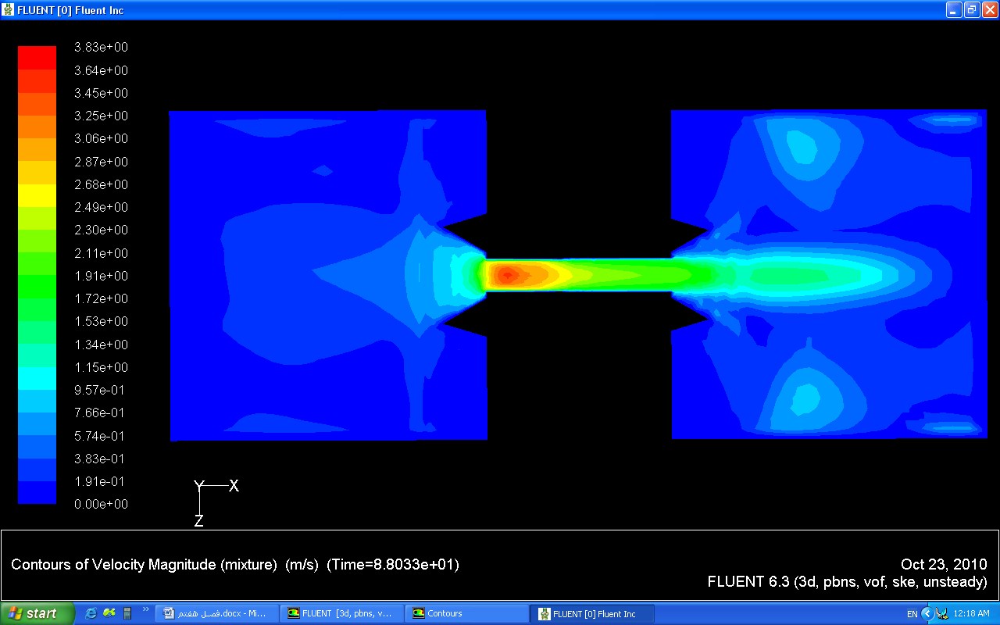 FLUENT [0] Fluent Inc
3.83e+00
3.64e+00
3.45e+00
3.25e+00
3.06e+00
2.87e+00
2.68e+00
2.49e+00
2.30e+00
2.11e+00
1.91e+00
1.72e+00
1.53e+00
1.34e+00
1.15e+00
9.57e-01
7.66e-01
5.74e-01
3.83e-01
1.91e-01
0.00e+00
Y X
Z
Contours of Velocity Magnitude (mixture) (m/s) (Time=8.8033e+01)
Oct 23, 2010
FLUENT 6.3 (3d, pbns, vof, ske, unsteady)
start
فصل هفتم.docx - Mi...
FLUENT [3d, pbns, v...
Contours
FLUENT [0] Fluent Inc
EN
12:18 AM